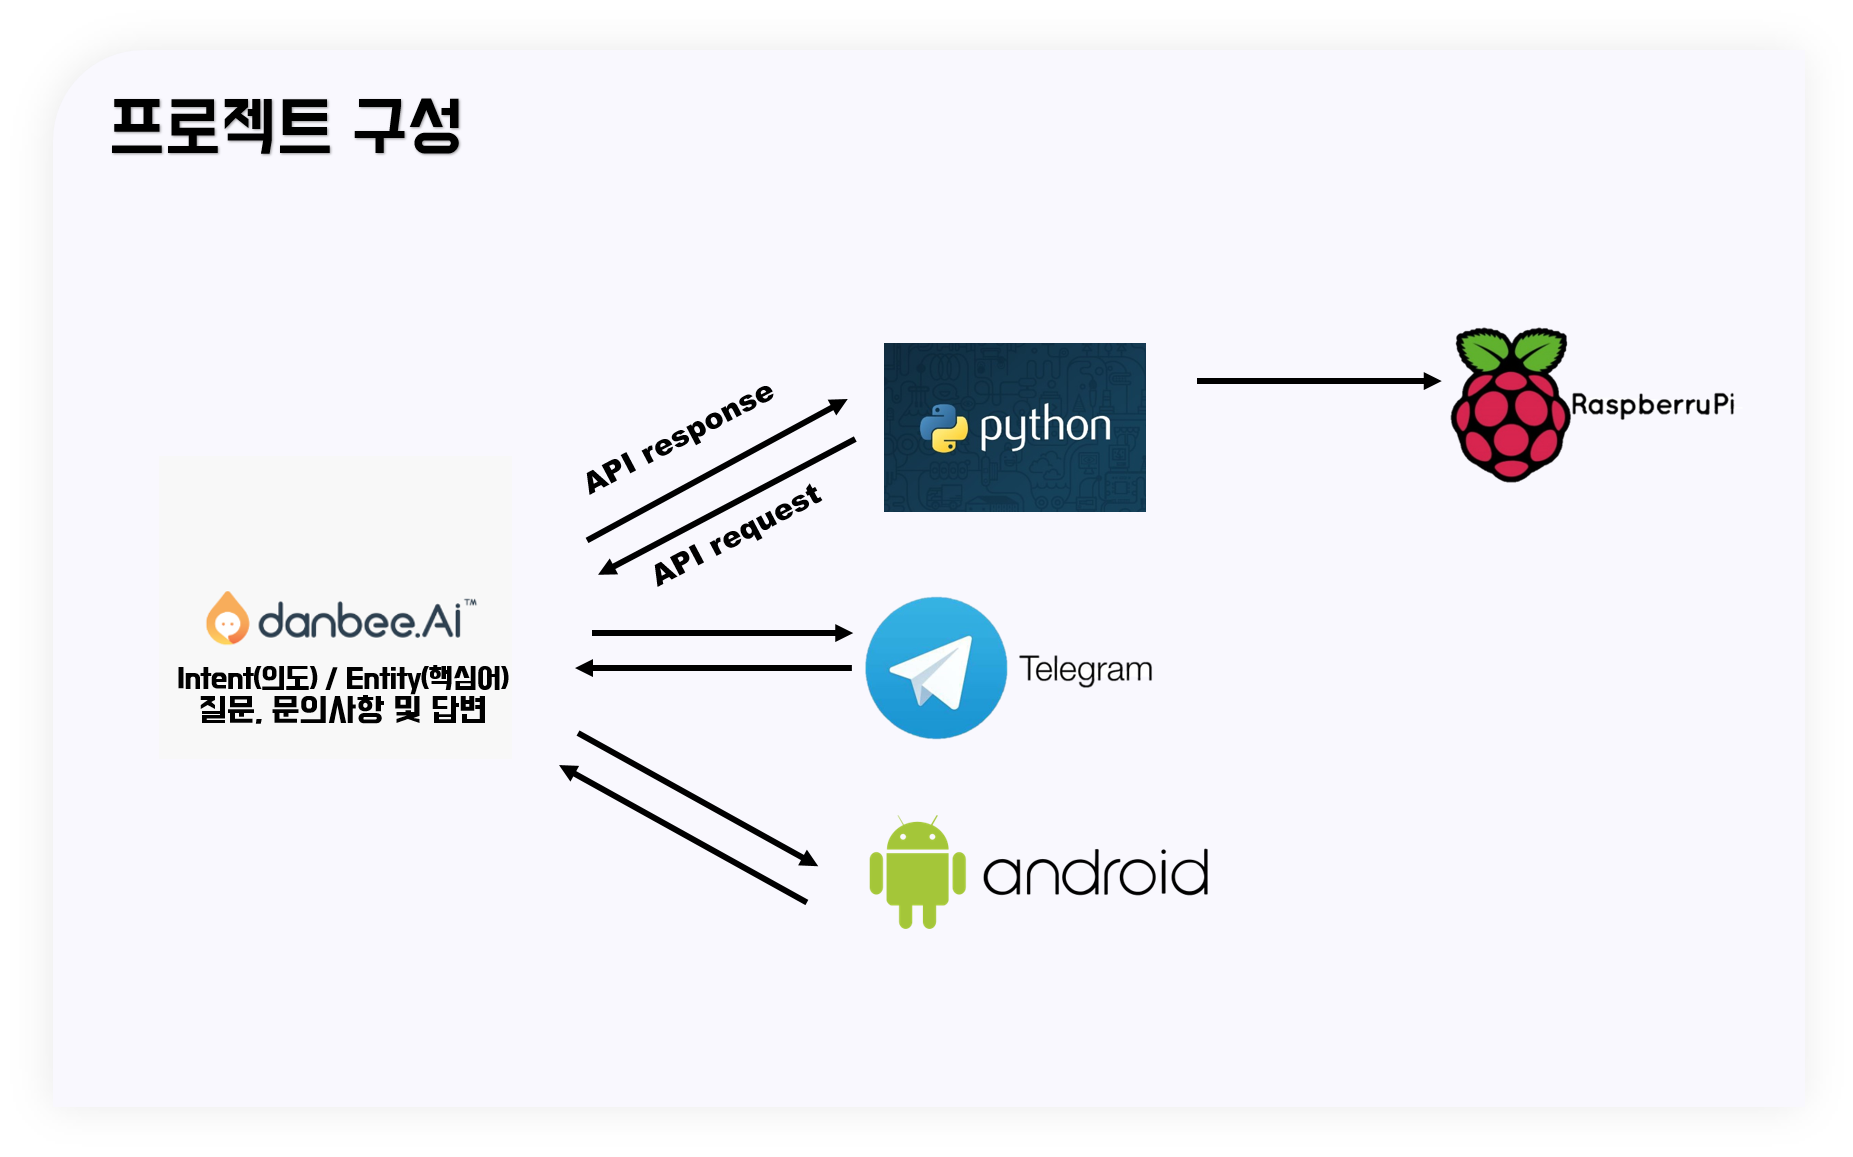 프로젝트 구성
API response
API request
python
RaspberruPi
danbee.Ai™
Intent(의도) / Entity(핵심어)
질문, 문의사항 및 답변
Telegram
android